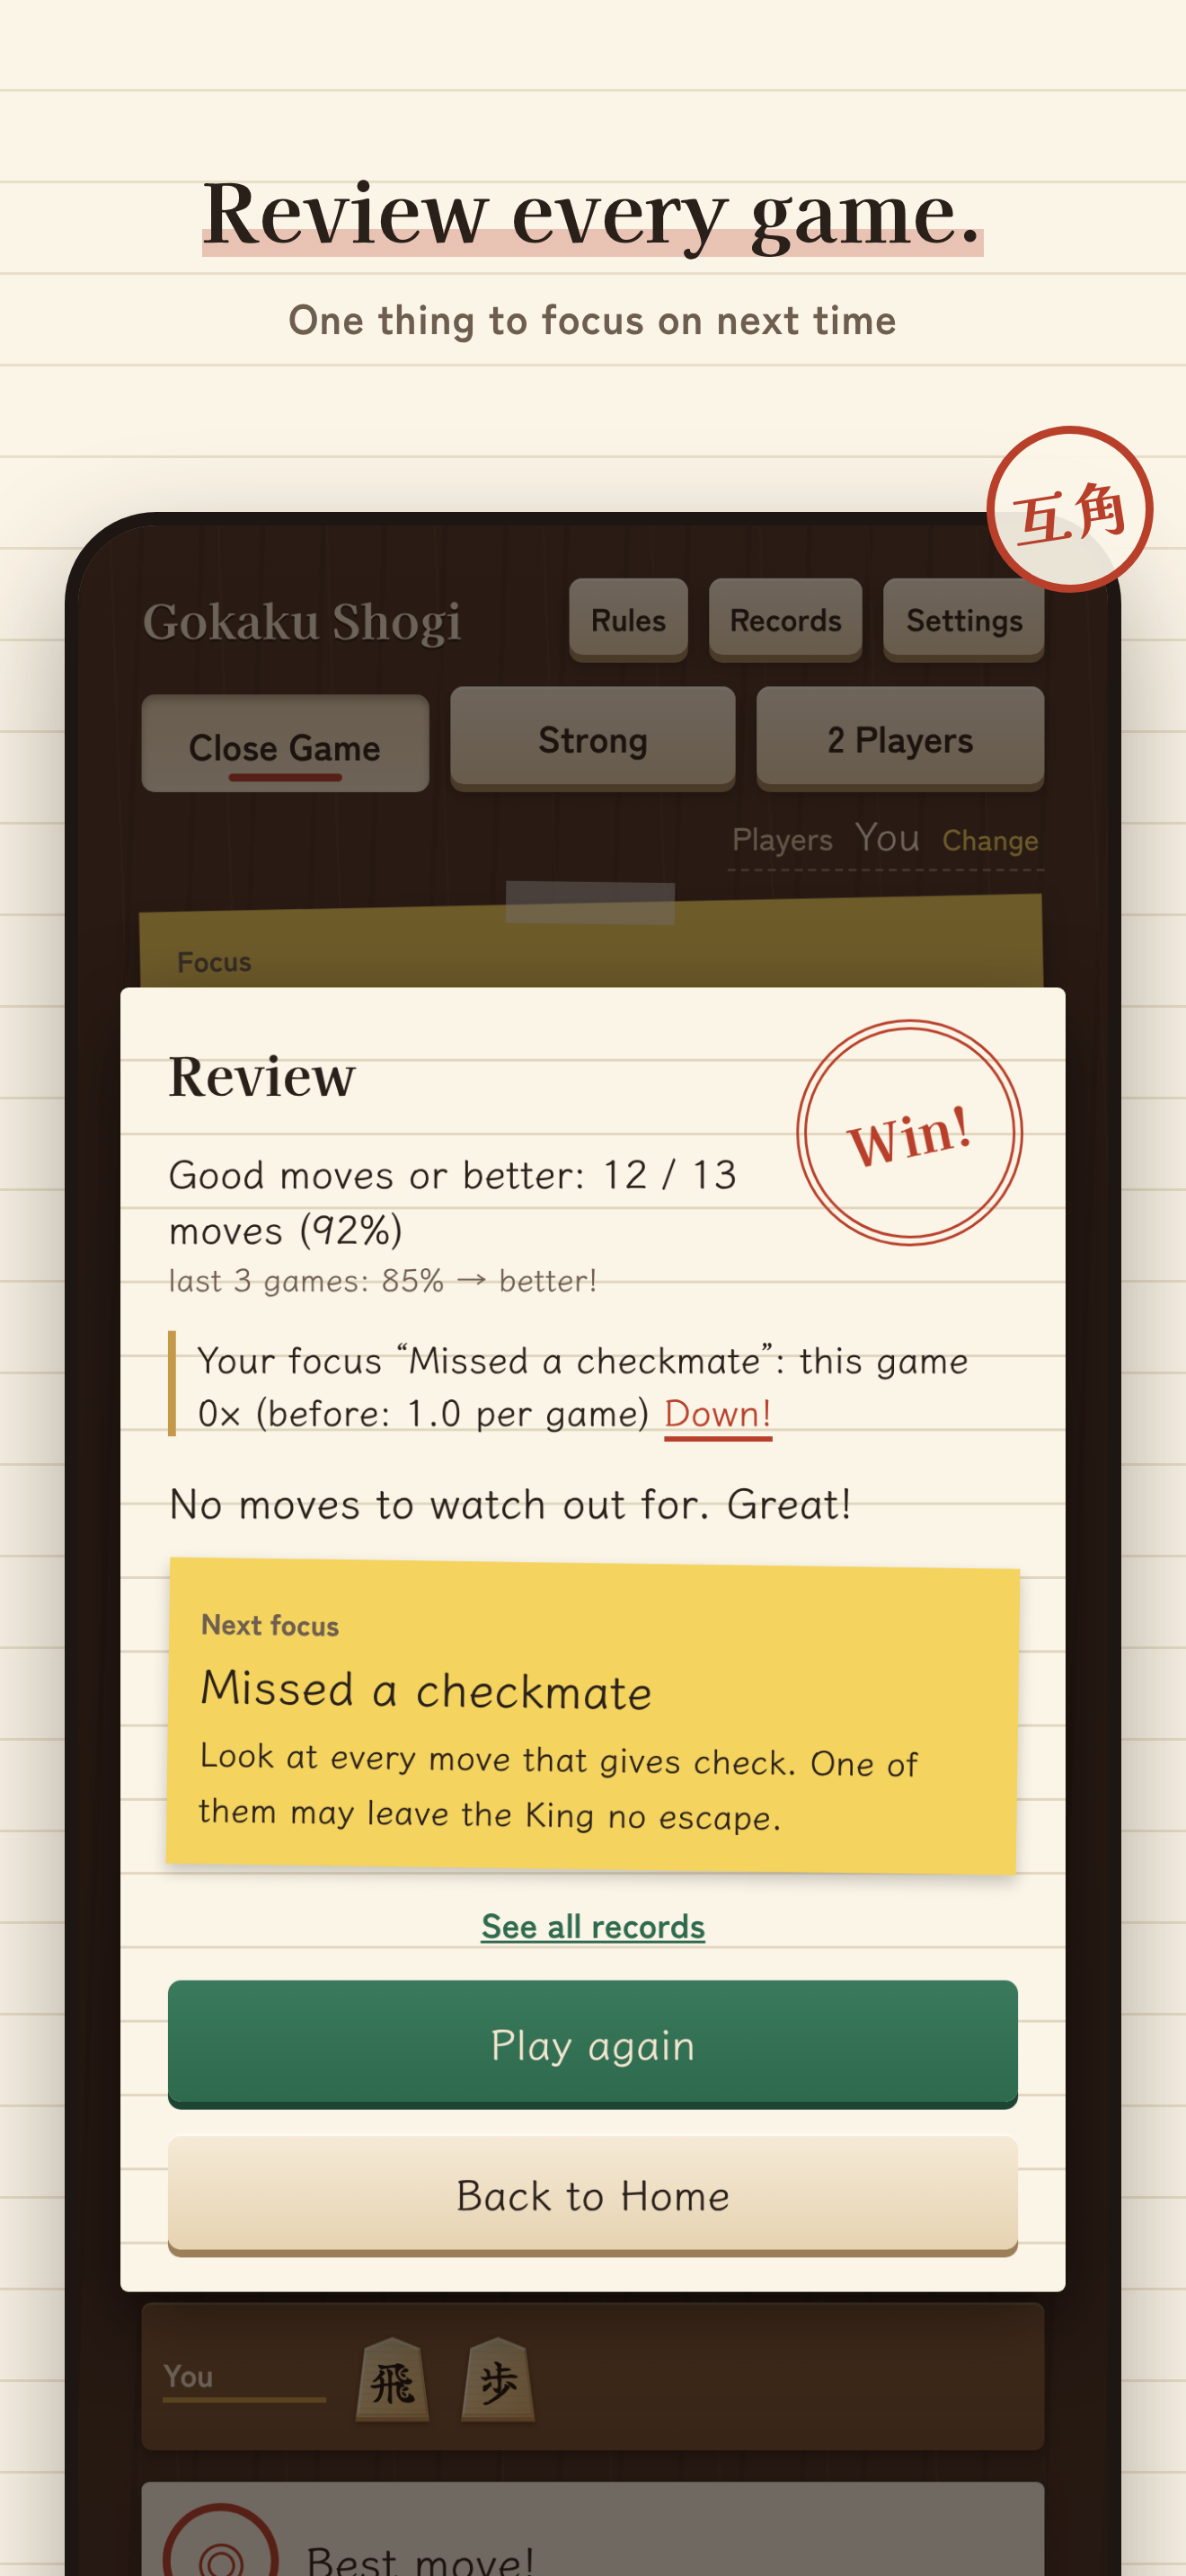 Review every game.
One thing to focus on next time
互角
Gokaku Shogi
Rules
Records
Settings
Close Game
Strong
2 Players
Players You Change
Focus
Review
Win!
Good moves or better: 12 / 13
moves (92%)
last 3 games: 85% → better!
Your focus “Missed a checkmate”: this game
0× (before: 1.0 per game) Down!
No moves to watch out for. Great!
Next focus
Missed a checkmate
Look at every move that gives check. One of
them may leave the King no escape.
See all records
Play again
Back to Home
You
飛
歩
◎
Best move!